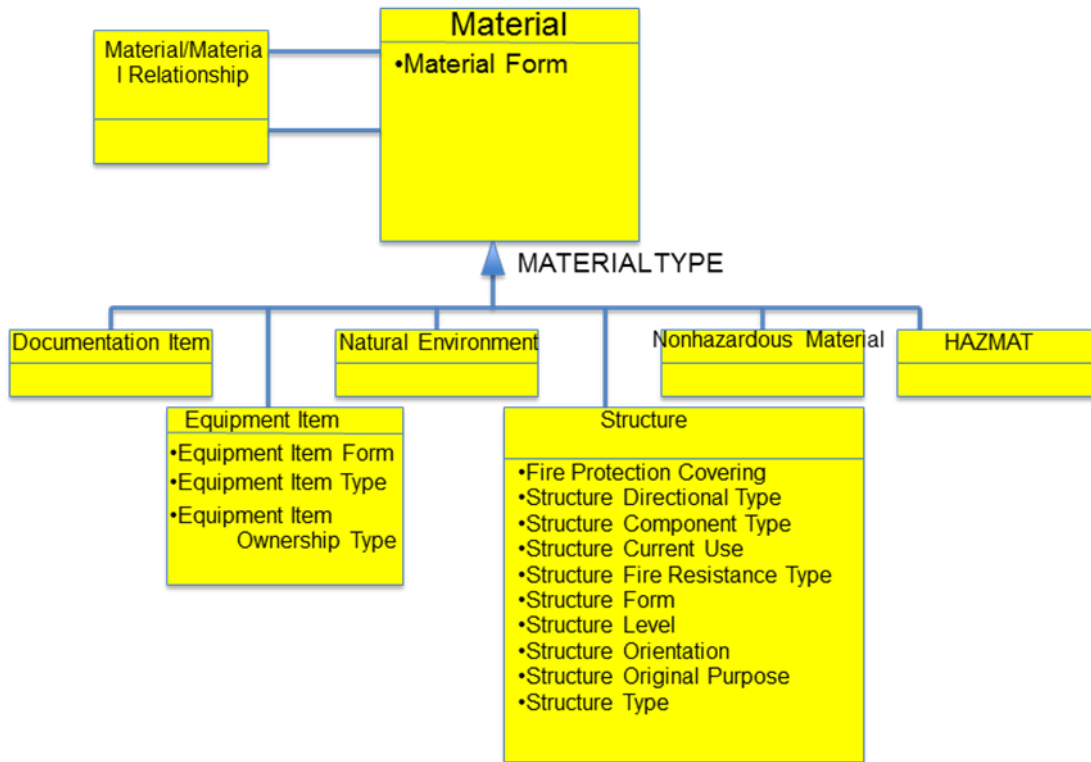 Material
•Material Form
Material/Materia
l Relationship
MATERIALTYPE
Documentation Item
Natural Environment
Nonhazardous Material
HAZMAT
Equipment Item
•Equipment Item Form
•Equipment Item Type
•Equipment Item
Ownership Type
Structure
•Fire Protection Covering
•Structure Directional Type
•Structure Component Type
•Structure Current Use
•Structure Fire Resistance Type
•Structure Form
•Structure Level
•Structure Orientation
•Structure Original Purpose
•Structure Type